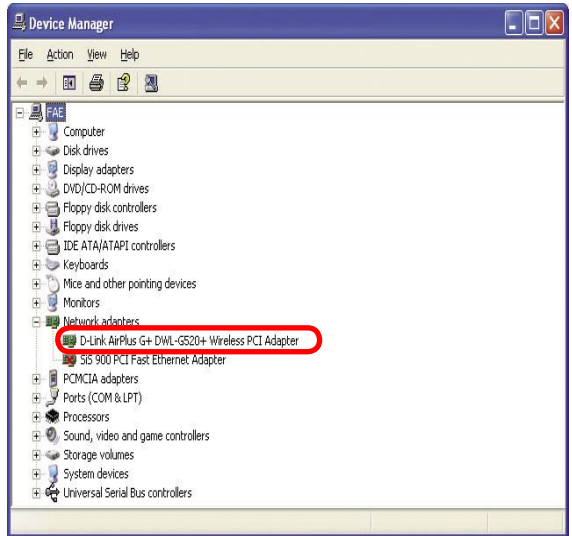 Device Manager
File Action View Help
FAE
Computer
Disk drives
Display adapters
DVD/CD-ROM drives
Floppy disk controllers
Floppy disk drives
IDE ATA/ATAPI controllers
Keyboards
Mice and other pointing devices
Monitors
Network adapters
D-Link AirPlus G+ DWL-G520+ Wireless PCI Adapter
SiS 900 PCI Fast Ethernet Adapter
PCMCIA adapters
Ports (COM & LPT)
Processors
Sound, video and game controllers
Storage volumes
System devices
Universal Serial Bus controllers